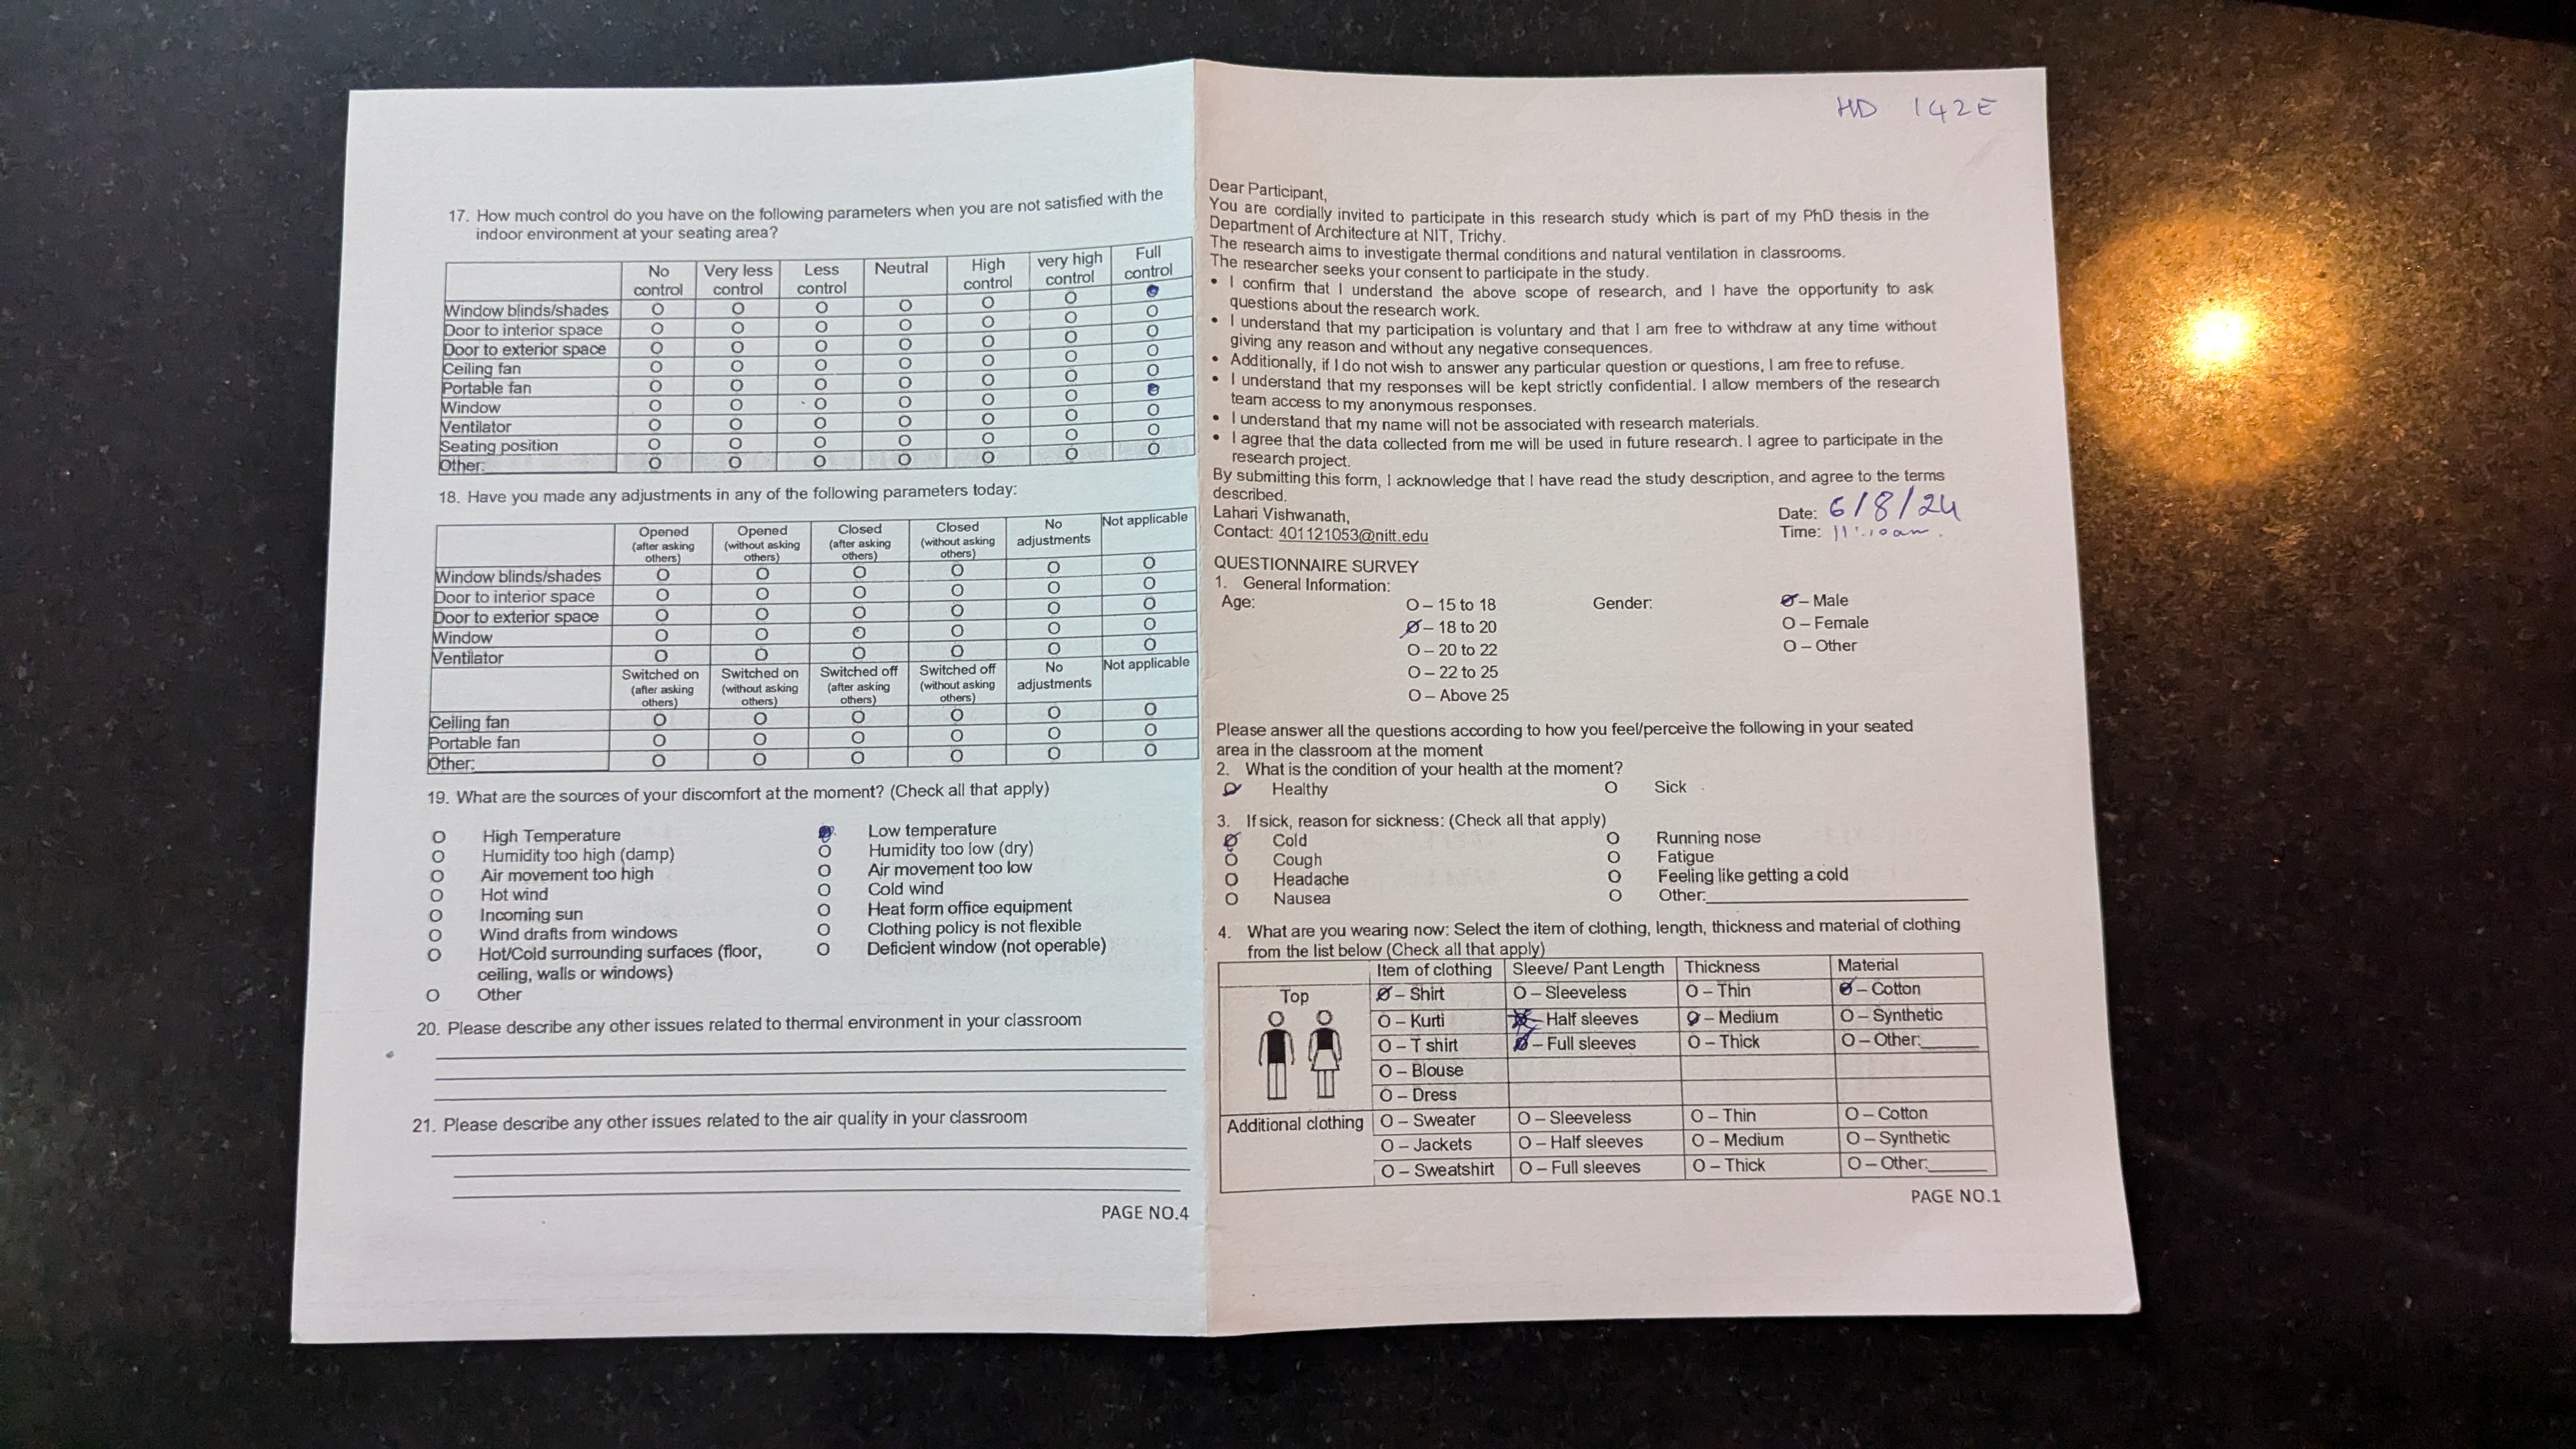 17. How much control do you have on the following parameters when you are not satisfied with the
indoor environment at your seating area?
No control Very less control Less control Neutral High control very high control Full control
Window blinds/shades O O O O O O
Door to interior space O O O O O O O
Door to exterior space O O O O O O O
Ceiling fan O O O O O O O
Portable fan O O O O O O O
Window O O O O O O
Ventilator O O O O O O O
Seating position O O O O O O O
Other: O O O O O O O
18. Have you made any adjustments in any of the following parameters today:
Opened (after asking others) Opened (without asking others) Closed (after asking others) Closed (without asking others) No adjustments Not applicable
Window blinds/shades O O O O O O
Door to interior space O O O O O O
Door to exterior space O O O O O O
Window O O O O O O
Ventilator O O O O O O
Switched on (after asking others) Switched on (without asking others) Switched off (after asking others) Switched off (without asking others) No adjustments Not applicable
Ceiling fan O O O O O O
Portable fan O O O O O O
Other: O O O O O O
19. What are the sources of your discomfort at the moment? (Check all that apply)
O High Temperature Low temperature
O Humidity too high (damp) O Humidity too low (dry)
O Air movement too high O Air movement too low
O Hot wind O Cold wind
O Incoming sun O Heat form office equipment
O Wind drafts from windows O Clothing policy is not flexible
O Hot/Cold surrounding surfaces (floor, O Deficient window (not operable)
ceiling, walls or windows)
O Other
20. Please describe any other issues related to thermal environment in your classroom
21. Please describe any other issues related to the air quality in your classroom
PAGE NO.4
HD 142E
Dear Participant,
You are cordially invited to participate in this research study which is part of my PhD thesis in the
Department of Architecture at NIT, Trichy.
The research aims to investigate thermal conditions and natural ventilation in classrooms.
The researcher seeks your consent to participate in the study.
• I confirm that I understand the above scope of research, and I have the opportunity to ask
questions about the research work.
• I understand that my participation is voluntary and that I am free to withdraw at any time without
giving any reason and without any negative consequences.
• Additionally, if I do not wish to answer any particular question or questions, I am free to refuse.
• I understand that my responses will be kept strictly confidential. I allow members of the research
team access to my anonymous responses.
• I understand that my name will not be associated with research materials.
• I agree that the data collected from me will be used in future research. I agree to participate in the
research project.
By submitting this form, I acknowledge that I have read the study description, and agree to the terms
described.
Lahari Vishwanath, Date: 6/8/24
Contact: 401121053@nitt.edu Time: 11:10am.
QUESTIONNAIRE SURVEY
1. General Information:
Age: O – 15 to 18 Gender: O – Male
O – 18 to 20 O – Female
O – 20 to 22 O – Other
O – 22 to 25
O – Above 25
Please answer all the questions according to how you feel/perceive the following in your seated
area in the classroom at the moment
2. What is the condition of your health at the moment?
O Healthy O Sick
3. If sick, reason for sickness: (Check all that apply)
O Cold O Running nose
O Cough O Fatigue
O Headache O Feeling like getting a cold
O Nausea O Other:
4. What are you wearing now: Select the item of clothing, length, thickness and material of clothing
from the list below (Check all that apply)
Item of clothing Sleeve/ Pant Length Thickness Material
Top O – Shirt O – Sleeveless O – Thin O – Cotton
O – Kurti O – Half sleeves O – Medium O – Synthetic
O – T shirt O – Full sleeves O – Thick O – Other:
O – Blouse
O – Dress
Additional clothing O – Sweater O – Sleeveless O – Thin O – Cotton
O – Jackets O – Half sleeves O – Medium O – Synthetic
O – Sweatshirt O – Full sleeves O – Thick O – Other:
PAGE NO.1